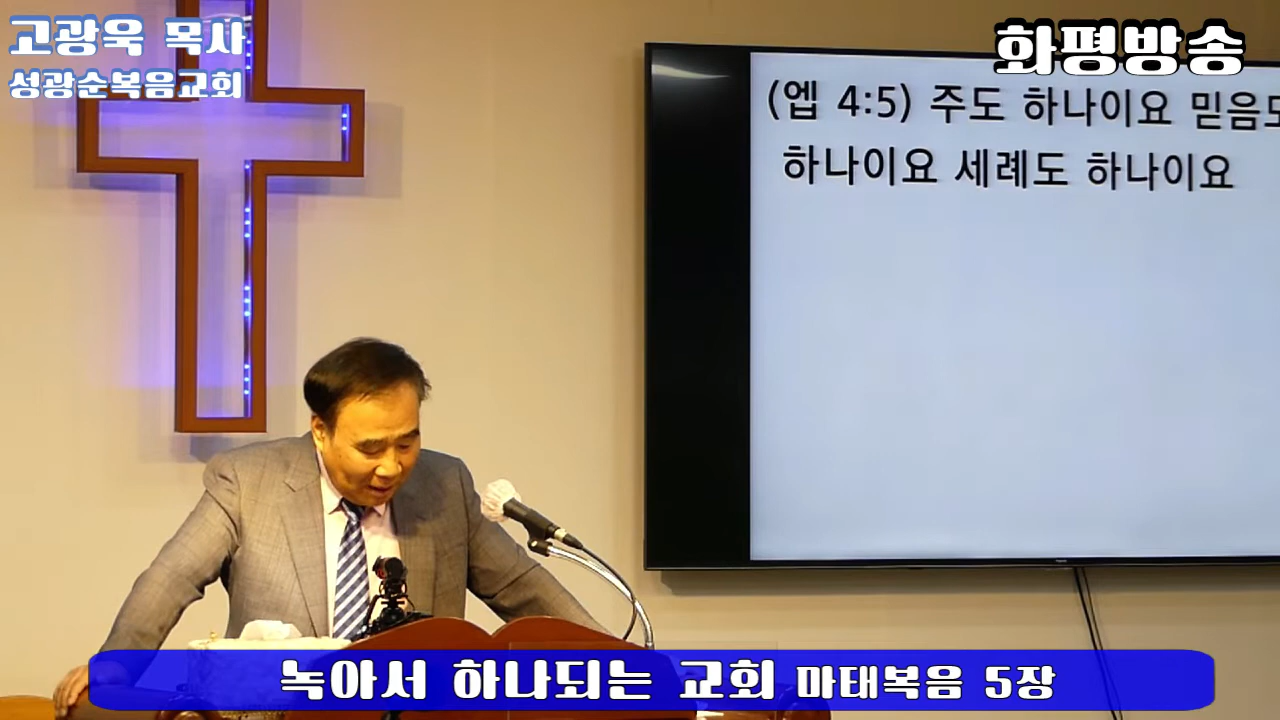 고광욱 목사
성광순복음교회
화평방송
(엡 4:5) 주도 하나이요 믿음도
하나이요 세례도 하나이요
녹아서 하나되는 교회 마태복음 5장